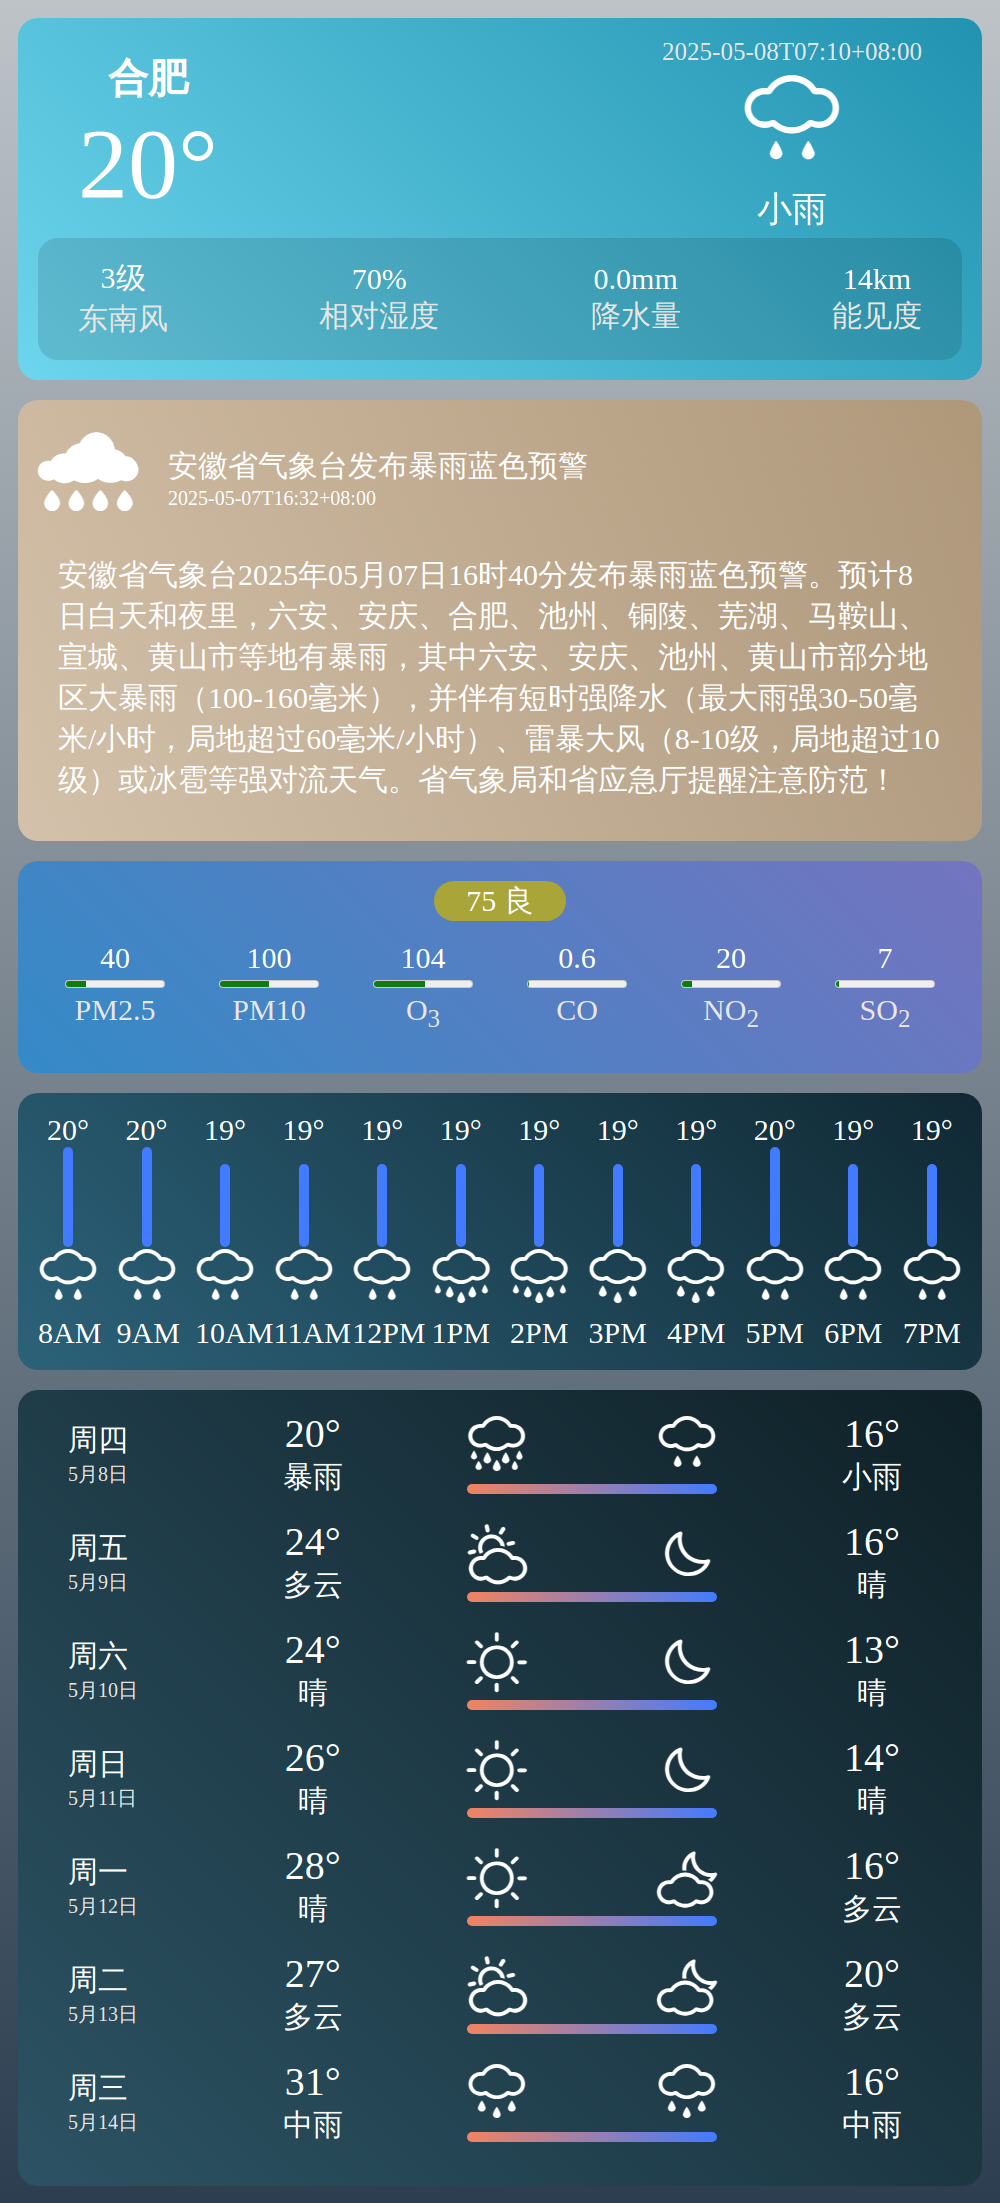 合肥
2025-05-08T07:10+08:00
20°
小雨
3级 70% 0.0mm 14km
东南风 相对湿度 降水量 能见度
安徽省气象台发布暴雨蓝色预警
2025-05-07T16:32+08:00
安徽省气象台2025年05月07日16时40分发布暴雨蓝色预警。预计8
日白天和夜里，六安、安庆、合肥、池州、铜陵、芜湖、马鞍山、
宣城、黄山市等地有暴雨，其中六安、安庆、池州、黄山市部分地
区大暴雨（100-160毫米），并伴有短时强降水（最大雨强30-50毫
米/小时，局地超过60毫米/小时）、雷暴大风（8-10级，局地超过10
级）或冰雹等强对流天气。省气象局和省应急厅提醒注意防范！
75 良
40 100 104 0.6 20 7
PM2.5 PM10 O3 CO NO2 SO2
20° 20° 19° 19° 19° 19° 19° 19° 19° 20° 19° 19°
8AM 9AM 10AM 11AM 12PM 1PM 2PM 3PM 4PM 5PM 6PM 7PM
周四 20° 16°
5月8日 暴雨 小雨
周五 24° 16°
5月9日 多云 晴
周六 24° 13°
5月10日 晴 晴
周日 26° 14°
5月11日 晴 晴
周一 28° 16°
5月12日 晴 多云
周二 27° 20°
5月13日 多云 多云
周三 31° 16°
5月14日 中雨 中雨